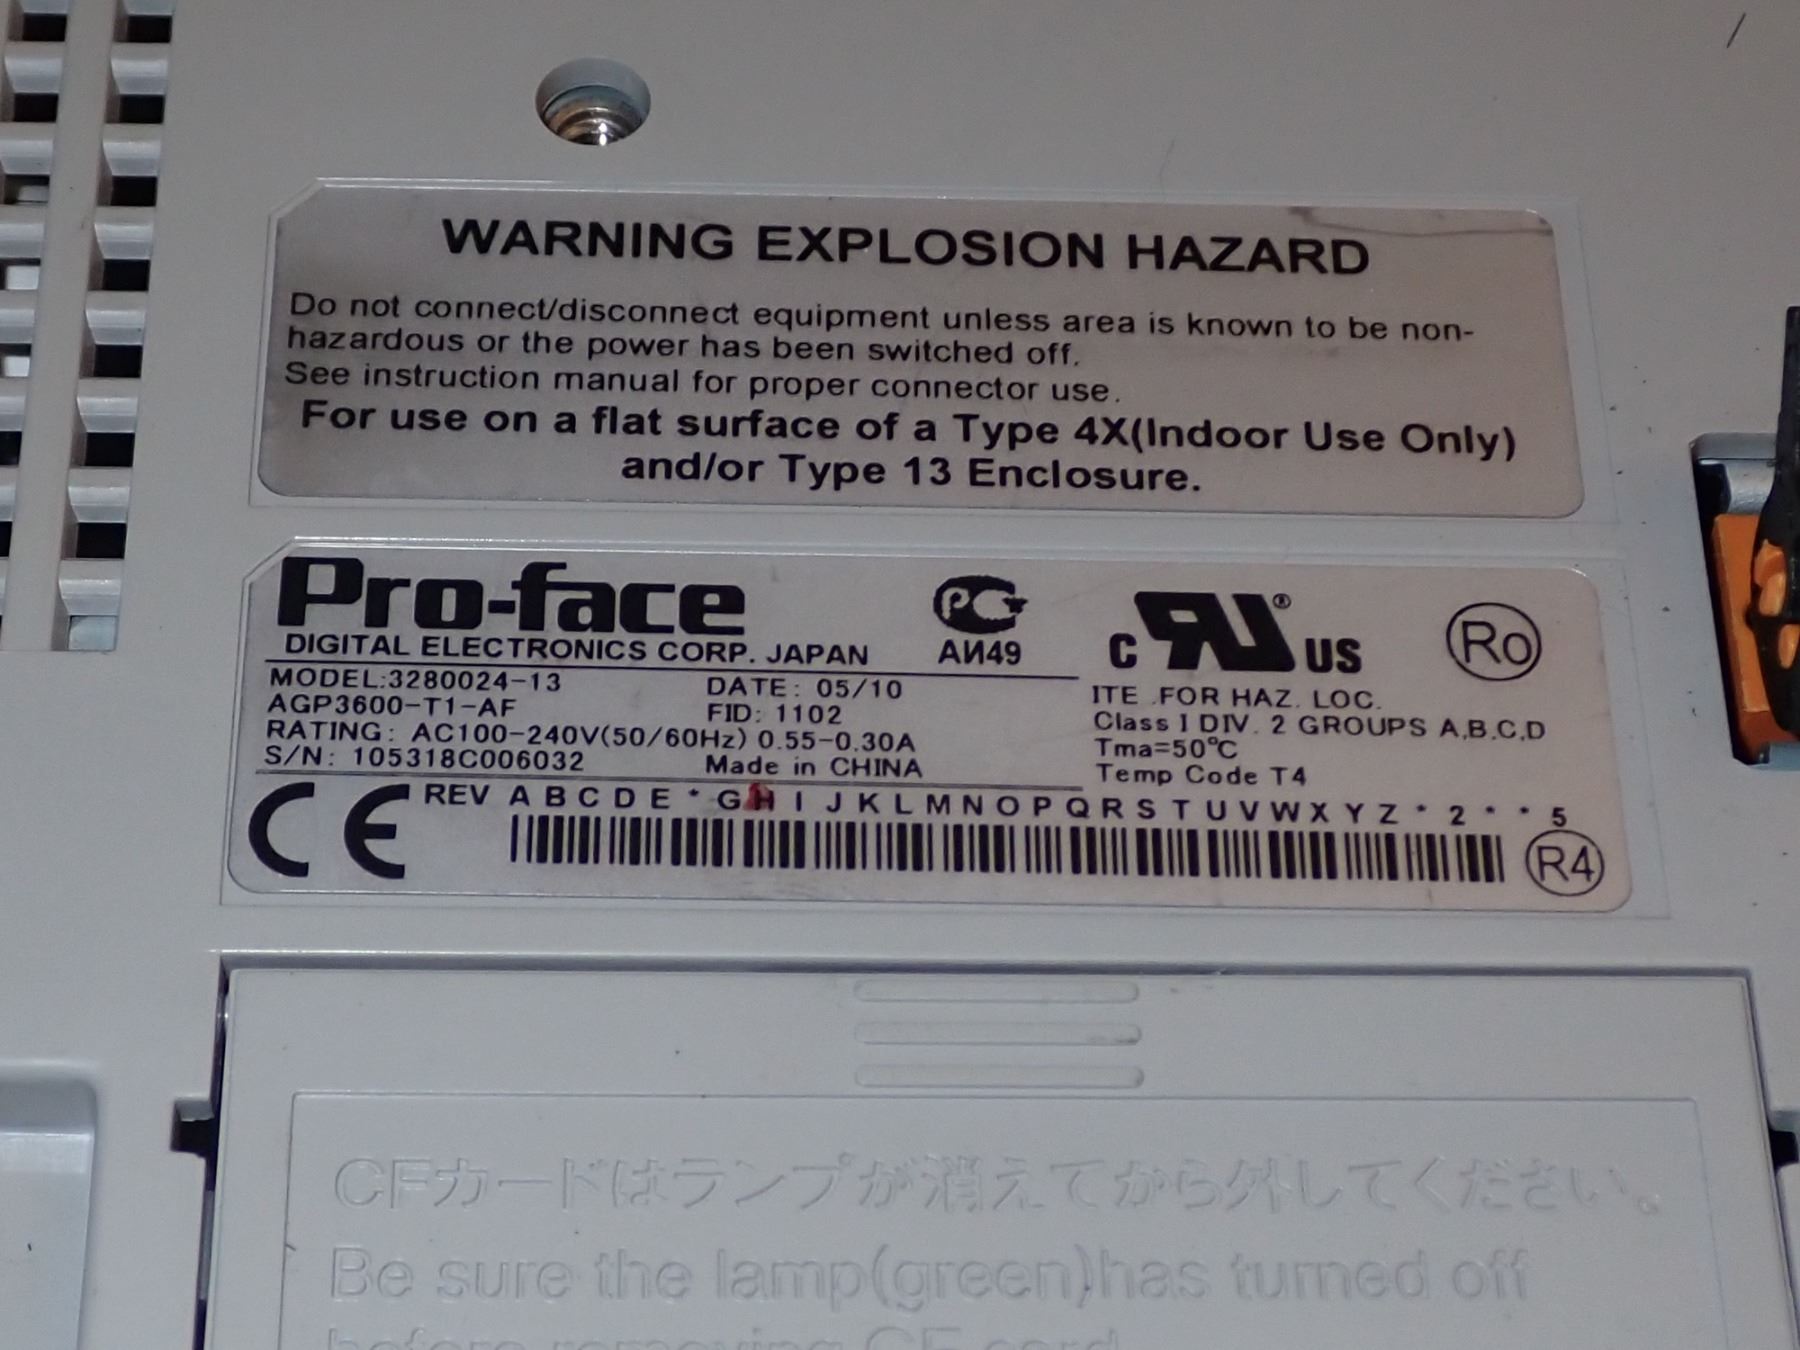 WARNING EXPLOSION HAZARD
Do not connect/disconnect equipment unless area is known to be non-
hazardous or the power has been switched off.
See instruction manual for proper connector use.
For use on a flat surface of a Type 4X(Indoor Use Only)
and/or Type 13 Enclosure.
Pro-face
DIGITAL ELECTRONICS CORP. JAPAN
АИ49
C US ®
Ro
MODEL:3280024-13
DATE: 05/10
AGP3600-T1-AF
FID: 1102
RATING: AC100-240V(50/60Hz) 0.55-0.30A
S/N: 105318C006032
Made in CHINA
ITE .FOR HAZ. LOC.
Class I DIV. 2 GROUPS A,B,C,D
Tma=50℃
Temp Code T4
CE
REV A B C D E * G H I J K L M N O P Q R S T U V W X Y Z * 2 * * 5
R4
CFカードはランプが消えてから外してください。
Be sure the lamp(green)has turned off
before removing CF card